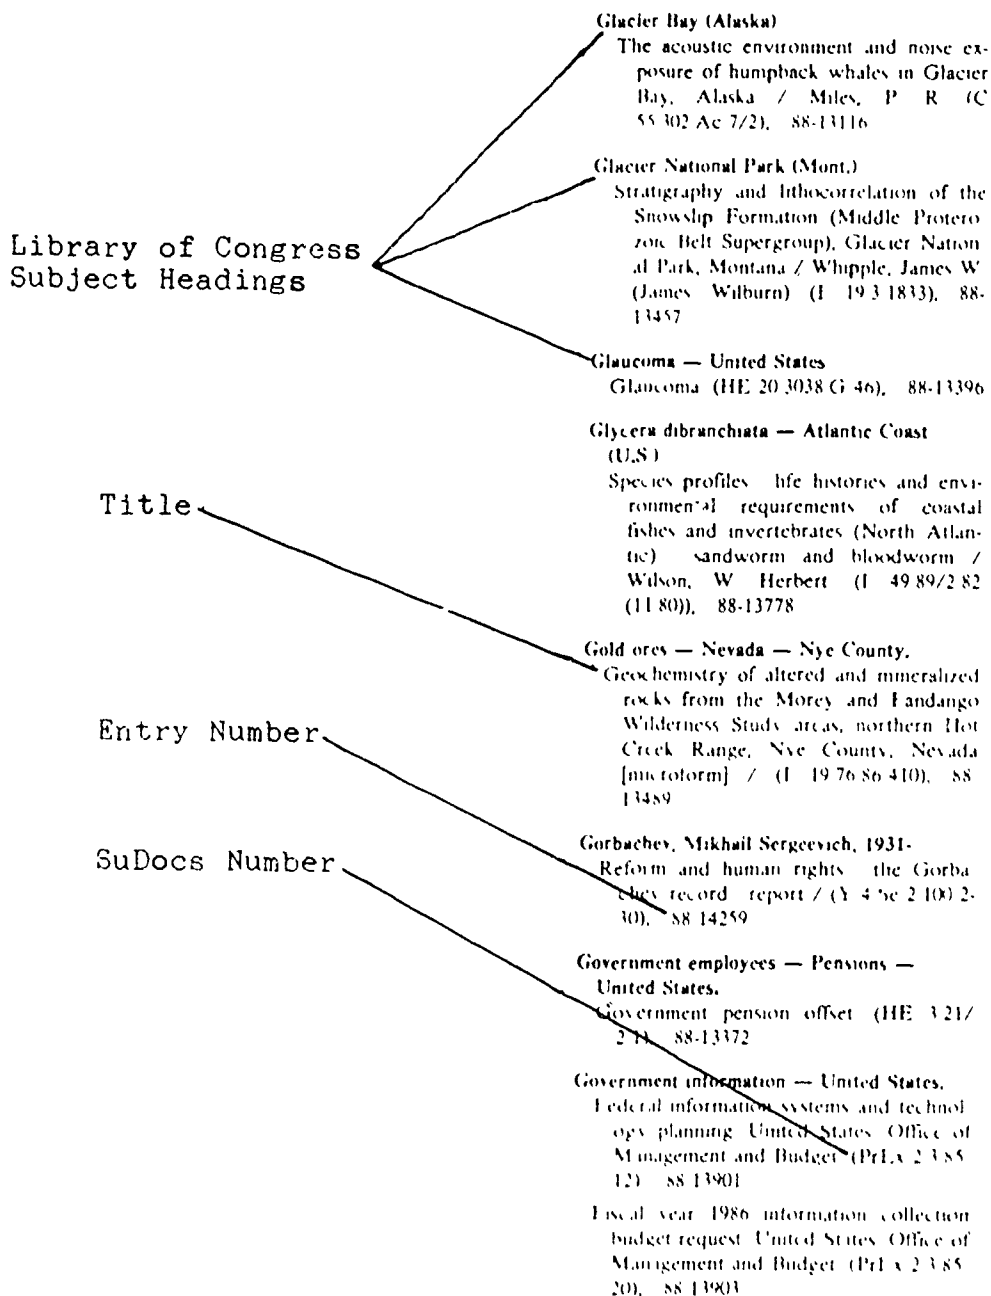 Library of Congress
Subject Headings
Title
Entry Number
SuDocs Number
Glacier Bay (Alaska)
The acoustic environment and noise ex-
posure of humpback whales in Glacier
Bay, Alaska / Miles, P R (C
55 302 Ac 7/2), 88-13116
Glacier National Park (Mont.)
Stratigraphy and lithocorrelation of the
Snowslip Formation (Middle Protero
zoic Belt Supergroup), Glacier Nation
al Park, Montana / Whipple, James W
(James Wilburn) (I 19 3 1833), 88-
13457
Glaucoma — United States
Glaucoma (HE 20 3038 G 46), 88-13396
Glycera dibranchiata — Atlantic Coast
(U.S )
Species profiles life histories and envi-
ronmental requirements of coastal
fishes and invertebrates (North Atlan-
tic) sandworm and bloodworm /
Wilson, W Herbert (I 49 89/2 82
(11 80)), 88-13778
Gold ores — Nevada — Nye County.
Geochemistry of altered and mineralized
rocks from the Morey and Fandango
Wilderness Study areas, northern Hot
Creek Range, Nye County, Nevada
[microform] / (I 19 76 86 410), 88
13489
Gorbachev, Mikhail Sergeevich, 1931-
Reform and human rights the Gorba
chev record report / (Y 4 2 100 2-
30), 88 14259
Government employees — Pensions —
United States.
Government pension offset (HE 3 21/
88-13372
Government information — United States.
Federal information systems and technol
ogy planning United States Office of
Management and Budget (PrEx 2 3 85
12) 88 13901
Fiscal year 1986 information collection
budget request United States Office of
Management and Budget (PrEx 2 3 85
20), 88 13903